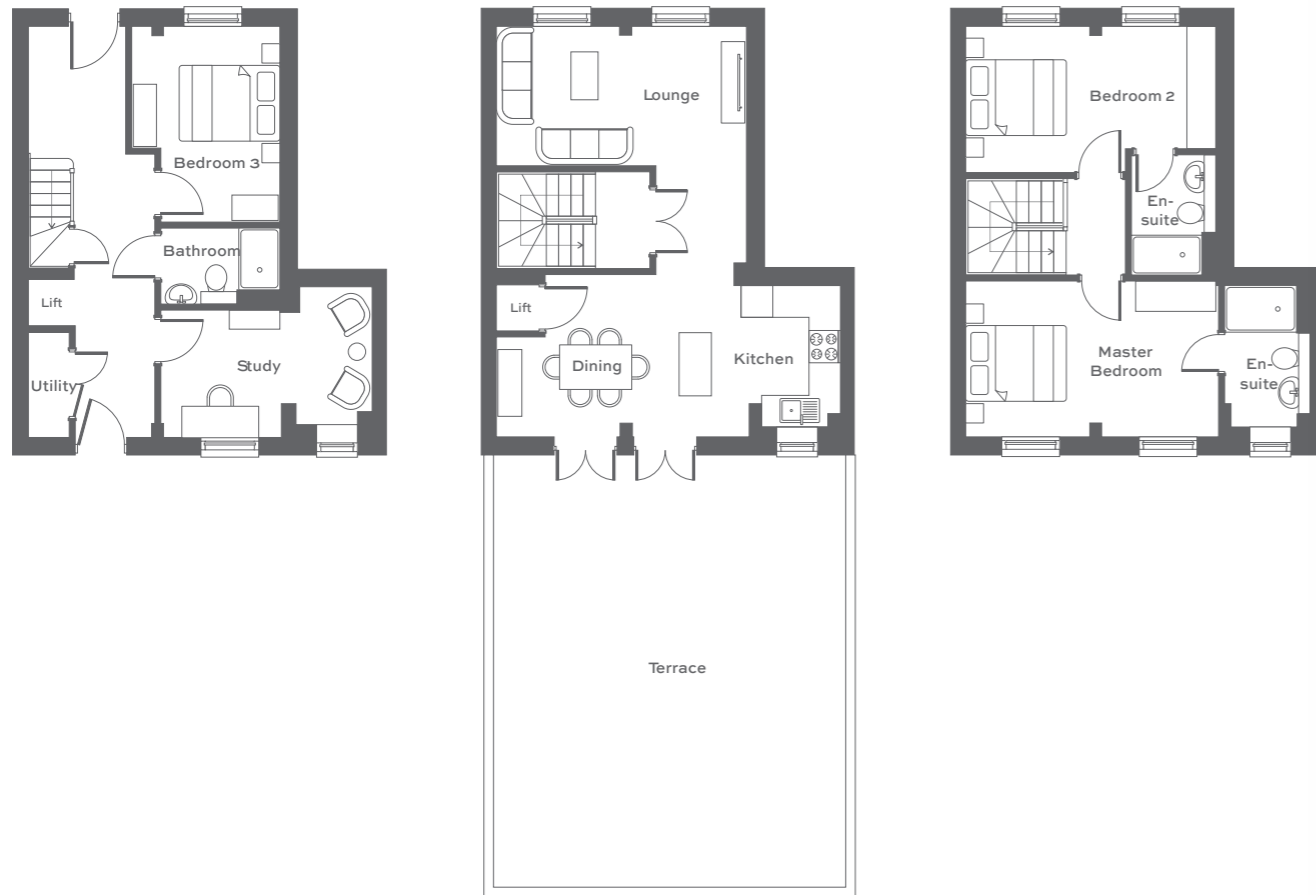 Bedroom 3
Bathroom
Lift
Study
Utility
Lounge
Lift
Dining
Kitchen
Terrace
Bedroom 2
En-
suite
Master
Bedroom
En-
suite